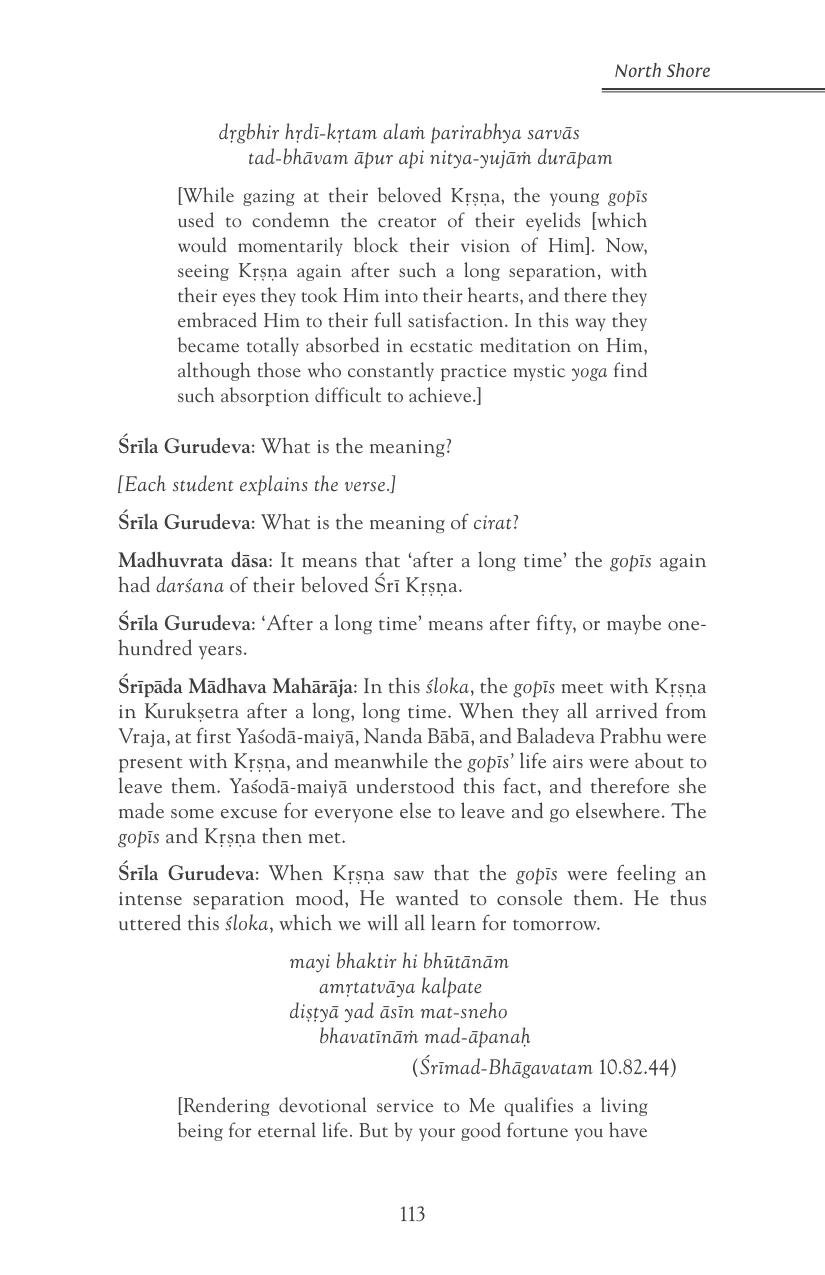 North Shore
dṛgbhir hṛdī-kṛtam alaṁ parirabhya sarvās
tad-bhāvam āpur api nitya-yujāṁ durāpam
[While gazing at their beloved Kṛṣṇa, the young gopīs
used to condemn the creator of their eyelids [which
would momentarily block their vision of Him]. Now,
seeing Kṛṣṇa again after such a long separation, with
their eyes they took Him into their hearts, and there they
embraced Him to their full satisfaction. In this way they
became totally absorbed in ecstatic meditation on Him,
although those who constantly practice mystic yoga find
such absorption difficult to achieve.]
Śrīla Gurudeva: What is the meaning?
[Each student explains the verse.]
Śrīla Gurudeva: What is the meaning of cirat?
Madhuvrata dāsa: It means that ‘after a long time’ the gopīs again
had darśana of their beloved Śrī Kṛṣṇa.
Śrīla Gurudeva: ‘After a long time’ means after fifty, or maybe one-
hundred years.
Śrīpāda Mādhava Mahārāja: In this śloka, the gopīs meet with Kṛṣṇa
in Kurukṣetra after a long, long time. When they all arrived from
Vraja, at first Yaśodā-maiyā, Nanda Bābā, and Baladeva Prabhu were
present with Kṛṣṇa, and meanwhile the gopīs’ life airs were about to
leave them. Yaśodā-maiyā understood this fact, and therefore she
made some excuse for everyone else to leave and go elsewhere. The
gopīs and Kṛṣṇa then met.
Śrīla Gurudeva: When Kṛṣṇa saw that the gopīs were feeling an
intense separation mood, He wanted to console them. He thus
uttered this śloka, which we will all learn for tomorrow.
mayi bhaktir hi bhūtānām
amṛtatvāya kalpate
diṣṭyā yad āsīn mat-sneho
bhavatīnāṁ mad-āpanaḥ
(Śrīmad-Bhāgavatam 10.82.44)
[Rendering devotional service to Me qualifies a living
being for eternal life. But by your good fortune you have
113